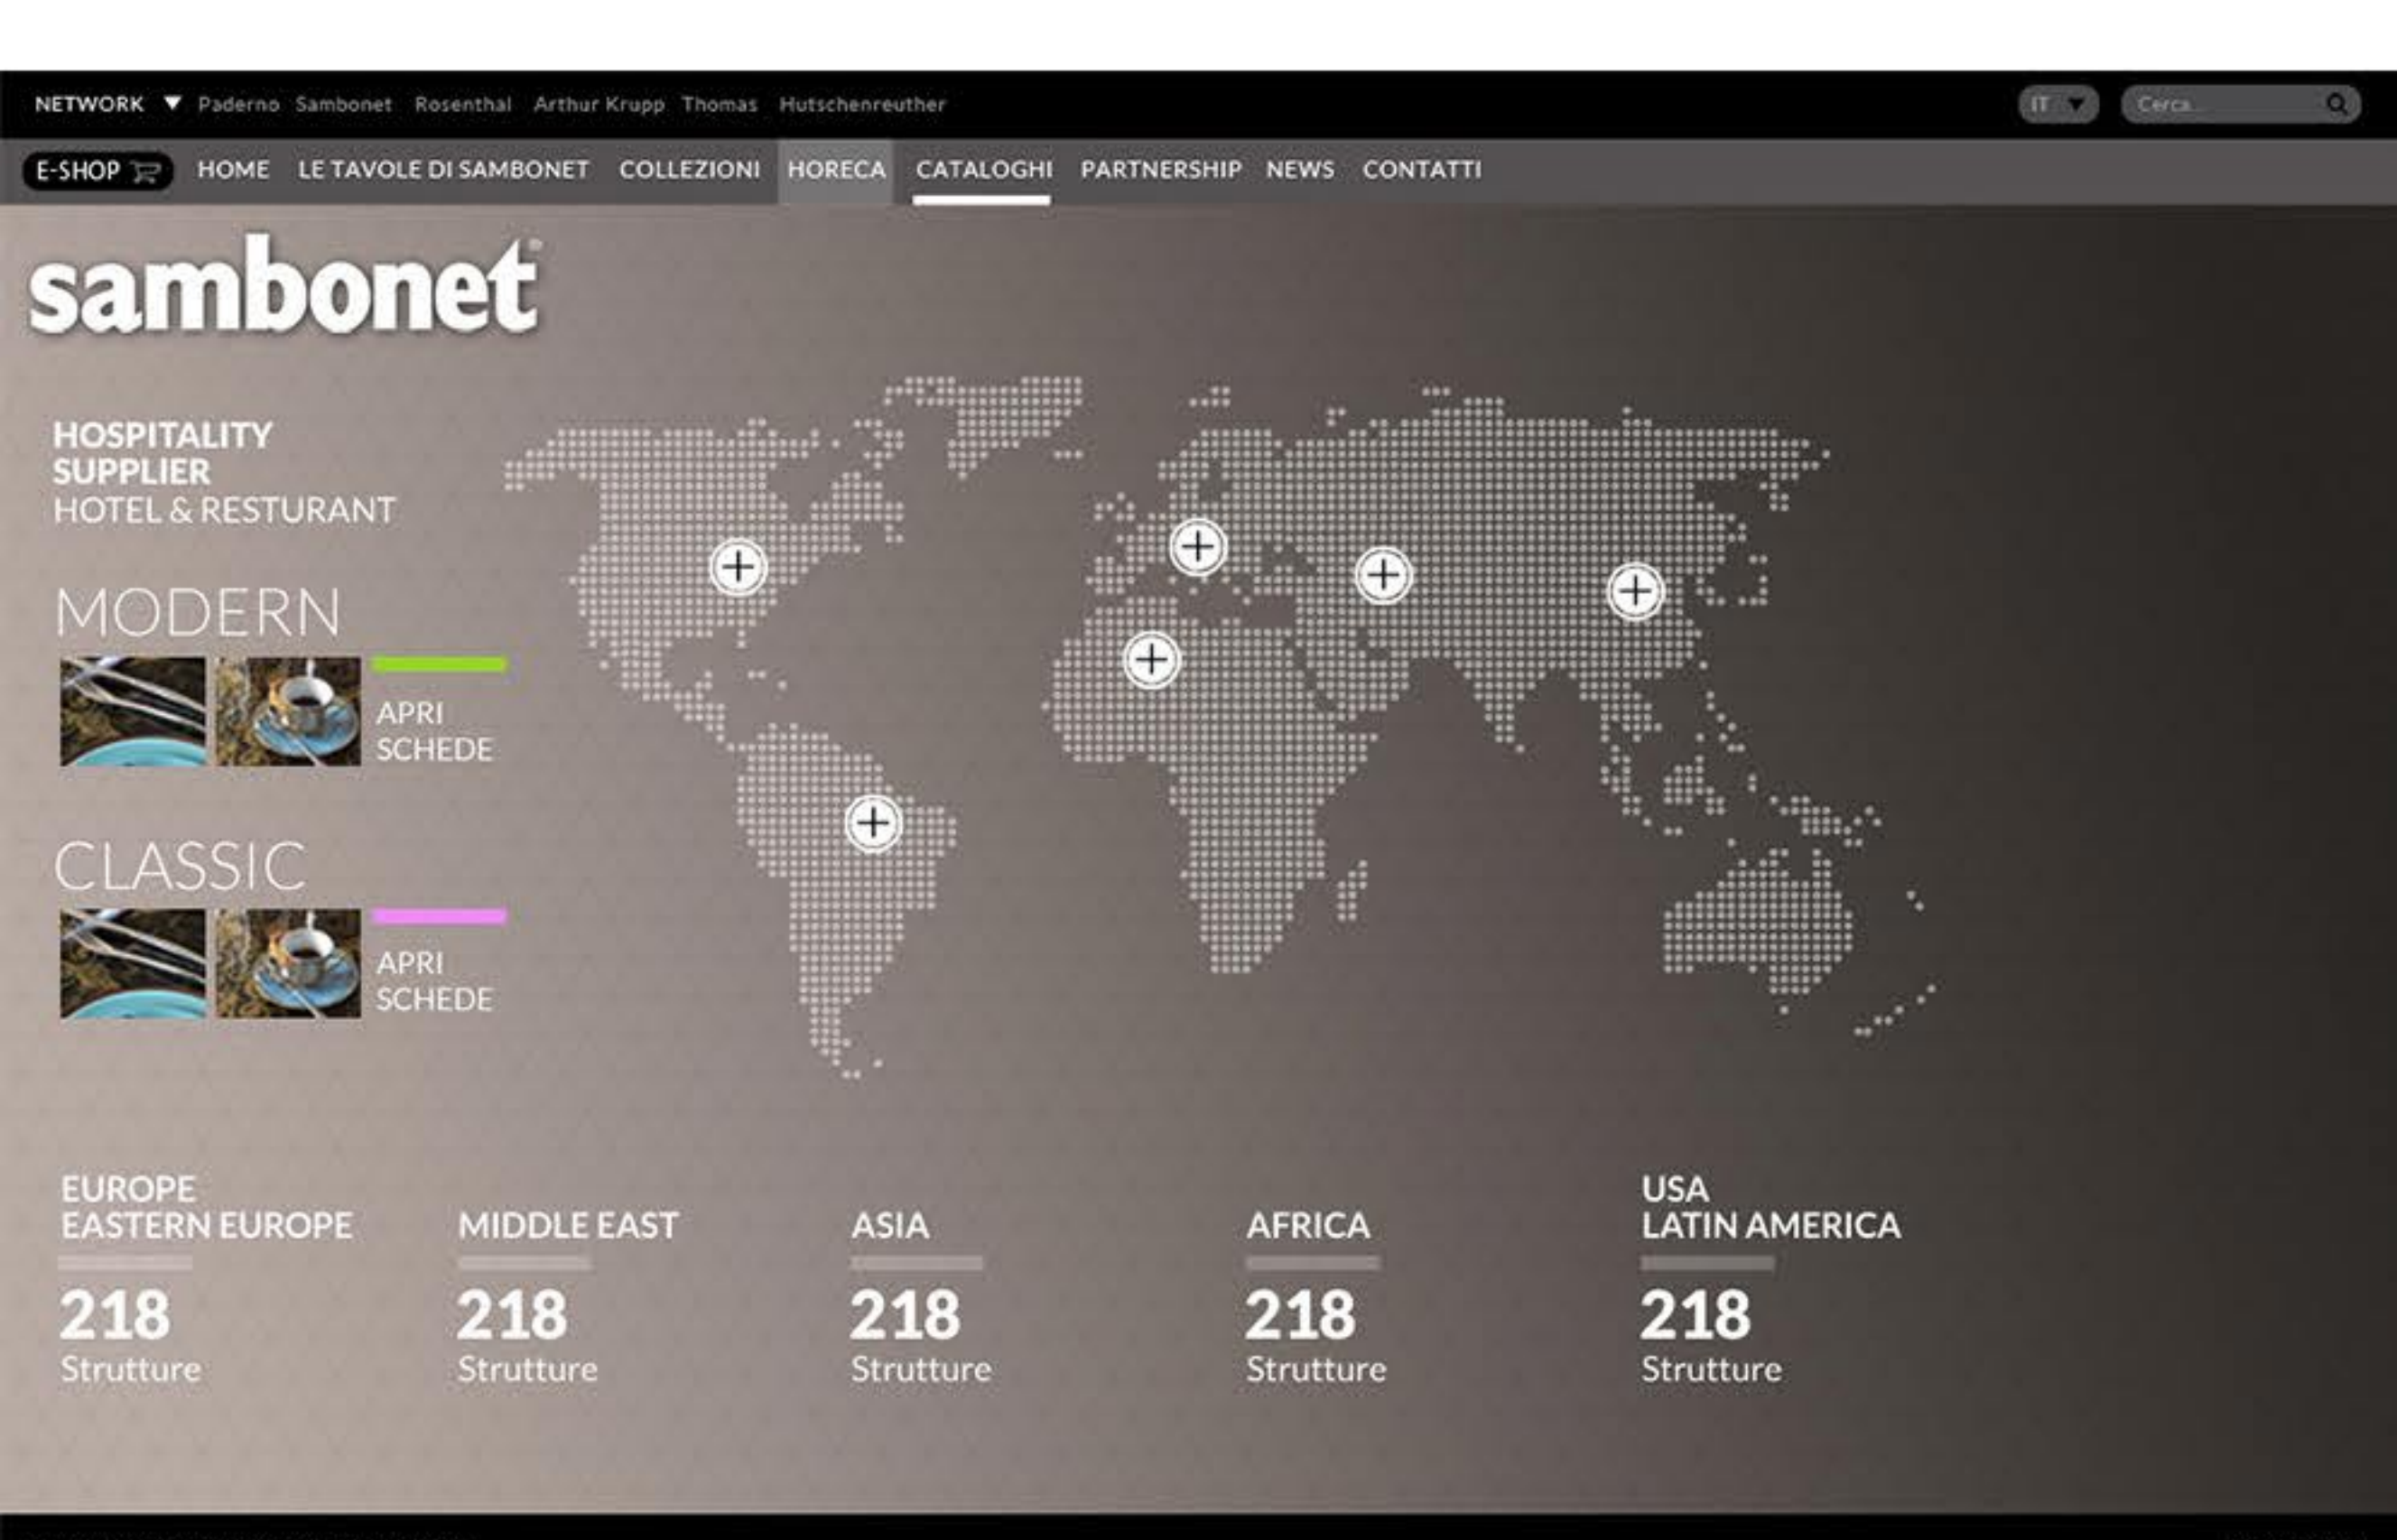 NETWORK ▼ Paderno Sambonet Rosenthal Arthur Krupp Thomas Hutschenreuther IT ▼ Cerca...
E-SHOP HOME LE TAVOLE DI SAMBONET COLLEZIONI HORECA CATALOGHI PARTNERSHIP NEWS CONTATTI
sambonet®
HOSPITALITY
SUPPLIER
HOTEL & RESTURANT
MODERN
APRI
SCHEDE
CLASSIC
APRI
SCHEDE
EUROPE
EASTERN EUROPE
218
Strutture
MIDDLE EAST
218
Strutture
ASIA
218
Strutture
AFRICA
218
Strutture
USA
LATIN AMERICA
218
Strutture